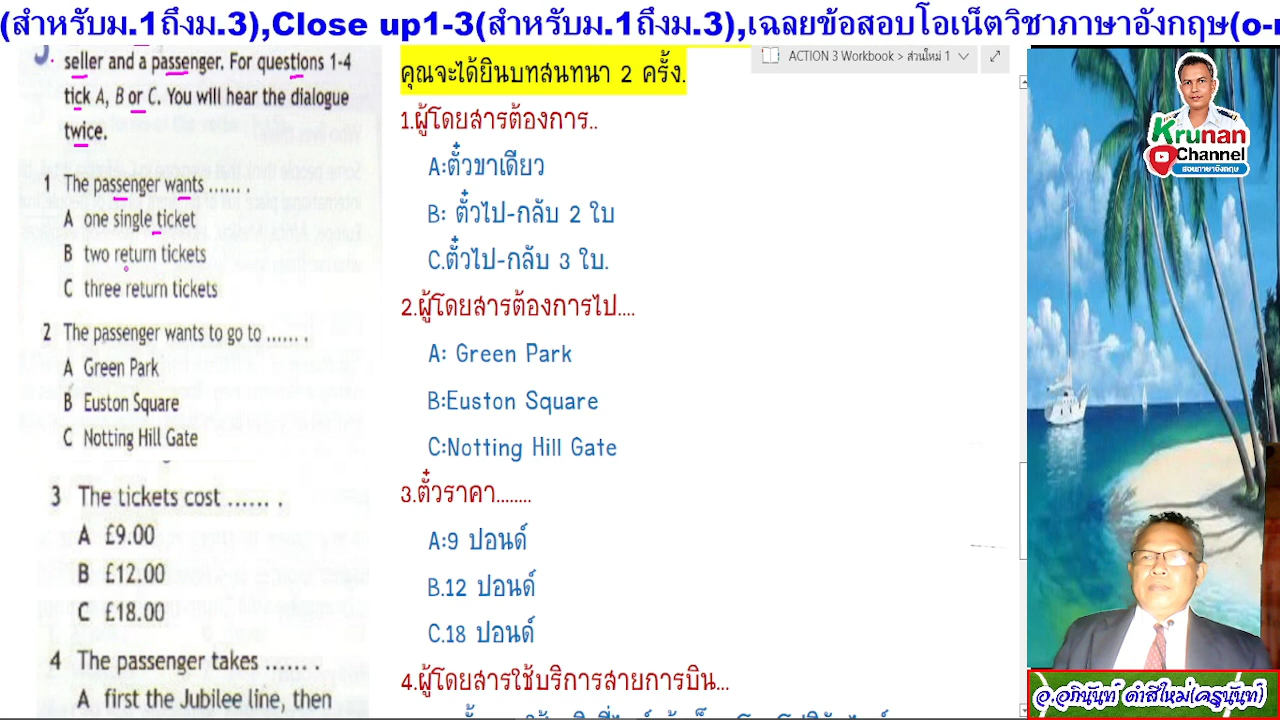 (สำหรับม.1ถึงม.3),Close up1-3(สำหรับม.1ถึงม.3),เฉลยข้อสอบโอเน็ตวิชาภาษาอังกฤษ(o-
seller and a passenger. For questions 1-4
tick A, B or C. You will hear the dialogue
twice.
1 The passenger wants ...... .
A one single ticket
B two return tickets
C three return tickets
2 The passenger wants to go to ...... .
A Green Park
B Euston Square
C Notting Hill Gate
3 The tickets cost ...... .
A £9.00
B £12.00
C £18.00
4 The passenger takes ...... .
A first the Jubilee line, then
คุณจะได้ยินบทสนทนา 2 ครั้ง.
1.ผู้โดยสารต้องการ..
A:ตั๋วขาเดียว
B: ตั๋วไป-กลับ 2 ใบ
C.ตั๋วไป-กลับ 3 ใบ.
2.ผู้โดยสารต้องการไป....
A: Green Park
B:Euston Square
C:Notting Hill Gate
3.ตั๋วราคา........
A:9 ปอนด์
B.12 ปอนด์
C.18 ปอนด์
4.ผู้โดยสารใช้บริการสายการบิน...
ACTION 3 Workbook > ส่วนใหม่ 1
Krunan
Channel
สอนภาษาอังกฤษ
อ.อภินันท์ ดำสีใหม่(ครูนันท์)